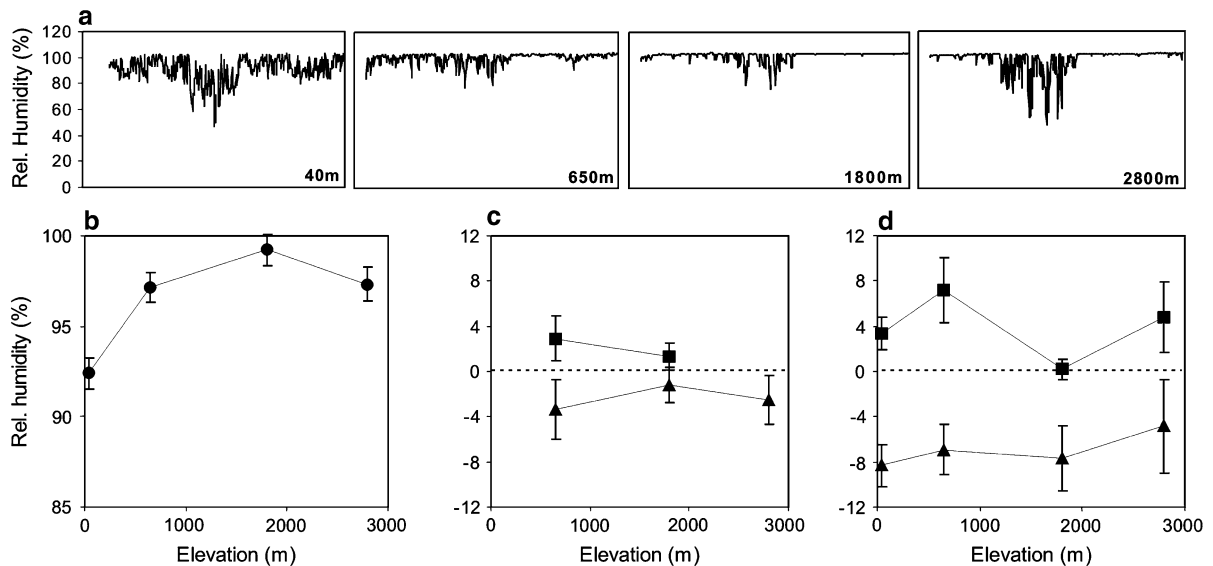 a
Rel. Humidity (%)
120
100
80
60
40
20
0
40m
650m
1800m
2800m
b
Rel. humidity (%)
100
95
90
85
0
1000
2000
3000
Elevation (m)
c
12
8
4
0
-4
-8
-12
0
1000
2000
3000
Elevation (m)
d
12
8
4
0
-4
-8
-12
0
1000
2000
3000
Elevation (m)